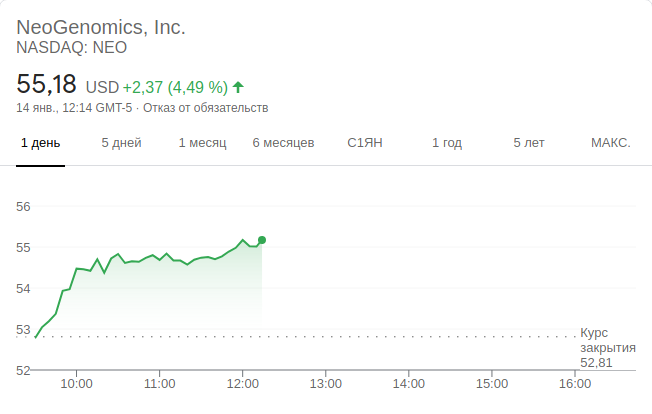 NeoGenomics, Inc.
NASDAQ: NEO
55,18 USD +2,37 (4,49 %)
14 янв., 12:14 GMT-5 · Отказ от обязательств
1 день 5 дней 1 месяц 6 месяцев С1ЯН 1 год 5 лет МАКС.
56
55
54
53
Курс
закрытия
52,81
52
10:00 11:00 12:00 13:00 14:00 15:00 16:00